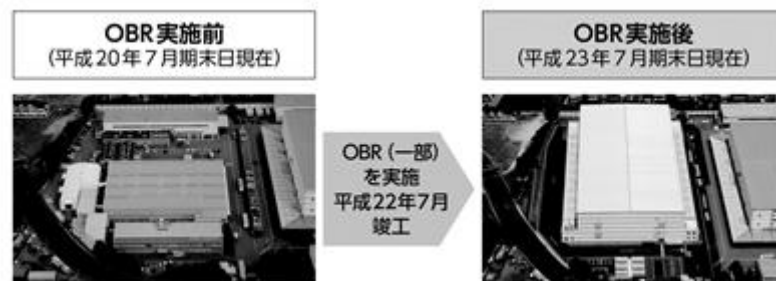 OBR実施前
(平成20年7月期末日現在)
OBR実施後
(平成23年7月期末日現在)
OBR(一部)
を実施
平成22年7月
竣工